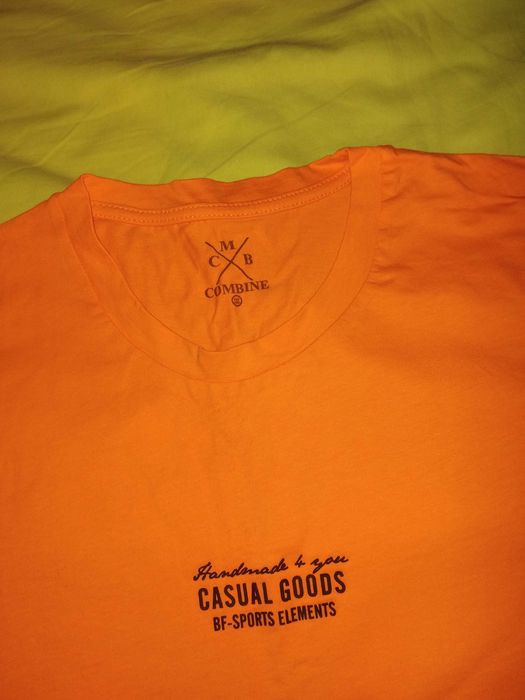 M
C B
COMBINE
Handmade 4 you
CASUAL GOODS
BF-SPORTS ELEMENTS